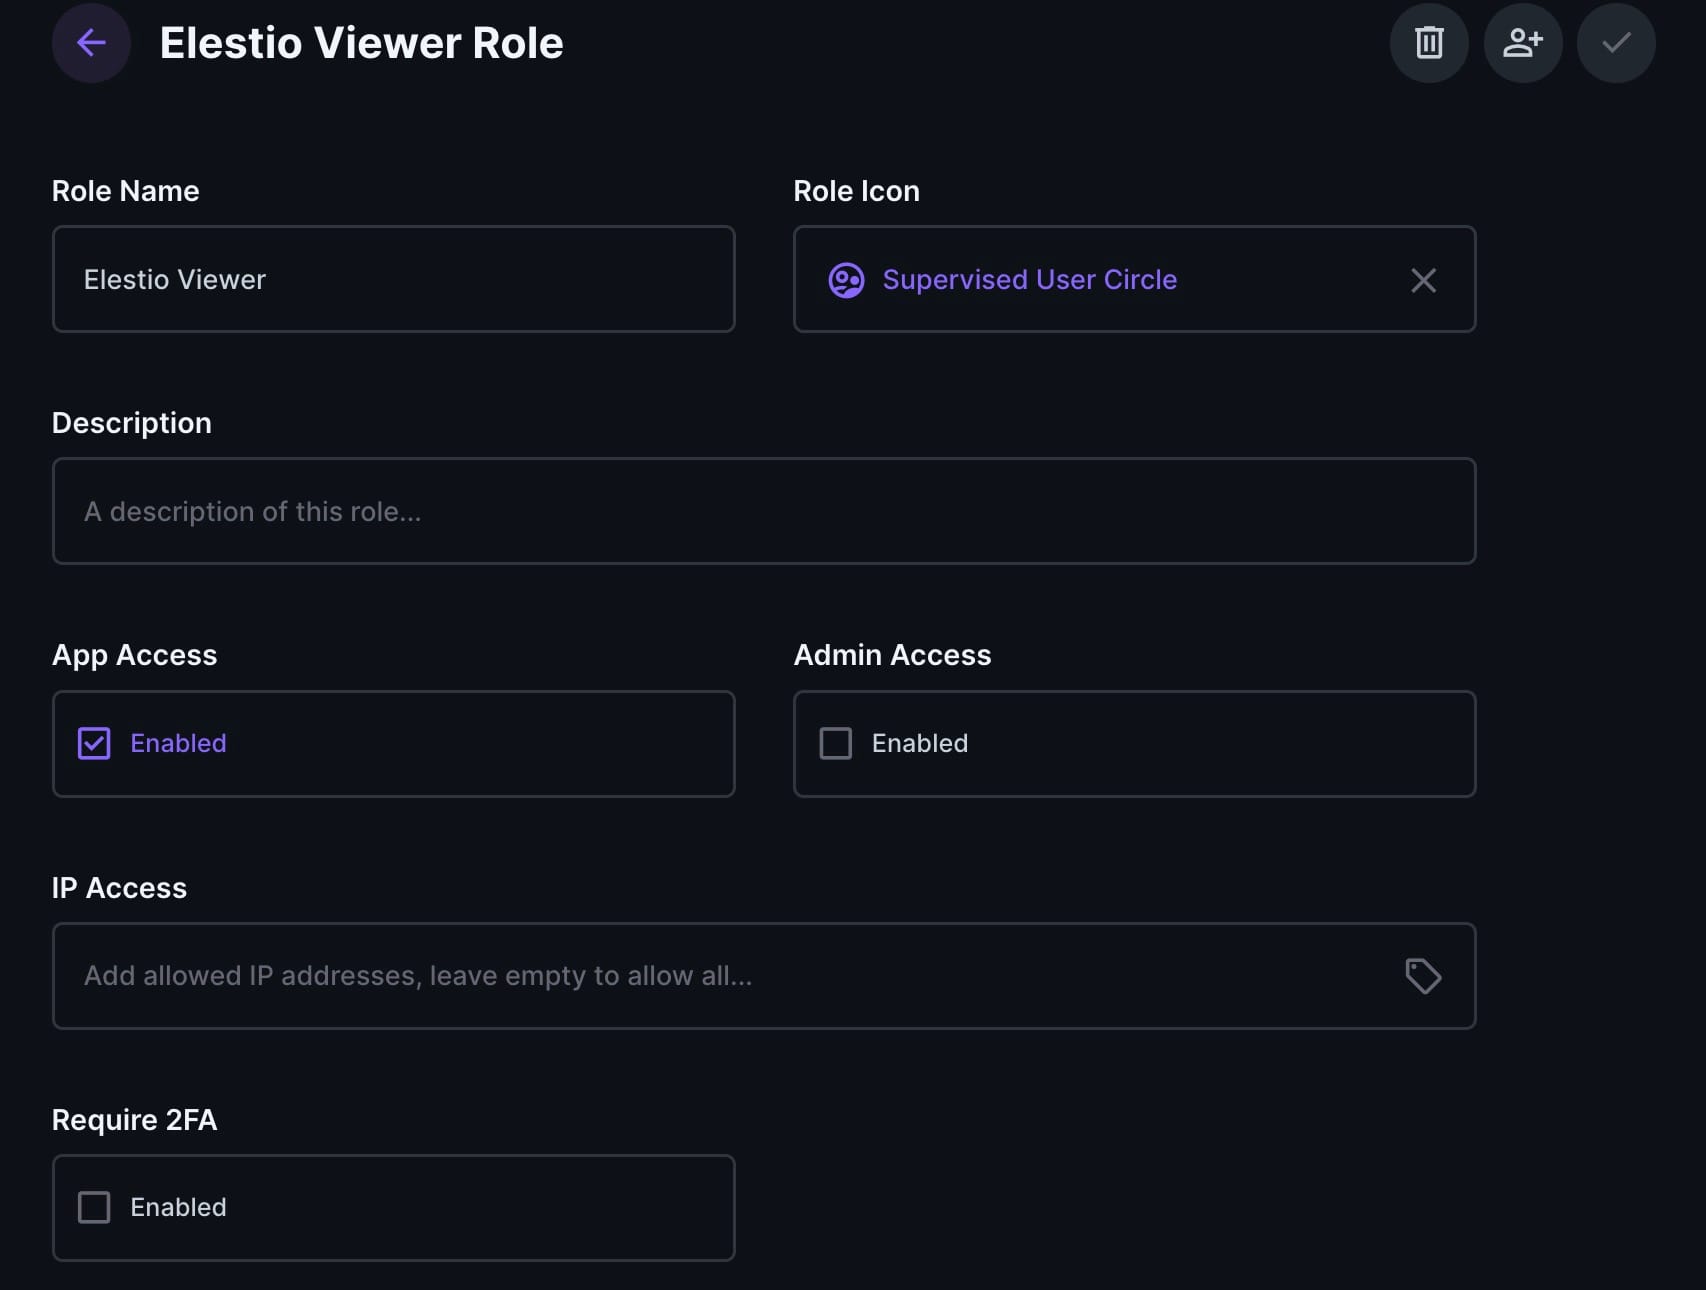 Elestio Viewer Role
Role Name
Role Icon
Elestio Viewer
Supervised User Circle
Description
A description of this role...
App Access
Admin Access
Enabled
Enabled
IP Access
Add allowed IP addresses, leave empty to allow all...
Require 2FA
Enabled